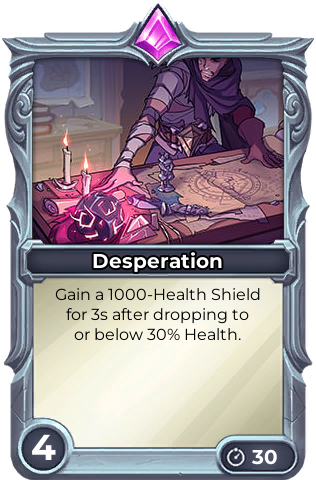 Desperation
Gain a 1000-Health Shield
for 3s after dropping to
or below 30% Health.
4
30